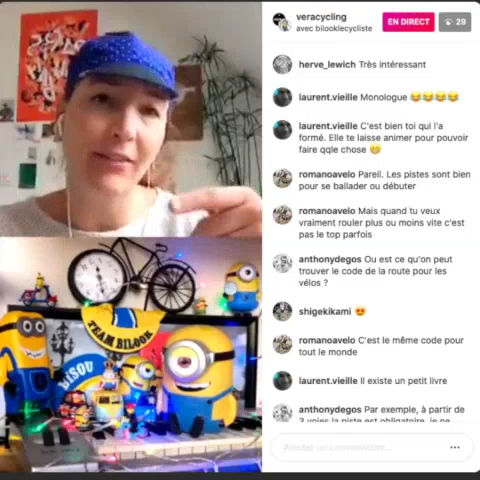 veracycling
avec bilooklecycliste
EN DIRECT
29
herve_lewich Très intéressant
laurent.vieille Monologue 😂😂😂😂
laurent.vieille C'est bien toi qui l'a
formé. Elle te laisse animer pour pouvoir
faire qqle chose 😁
romanoavelo Pareil. Les pistes sont bien
pour se ballader ou débuter
romanoavelo Mais quand tu veux
vraiment rouler plus ou moins vite c'est
pas le top parfois
anthonydegos Ou est ce qu'on peut
trouver le code de la route pour les
vélos ?
shigekikami 😍
romanoavelo C'est le même code pour
tout le monde
laurent.vieille Il existe un petit livre
anthonydegos Par exemple, à partir de
3 voies la piste est obligatoire, je ne
Ajouter un commentaire...
TEAM BILOOK
BISOU